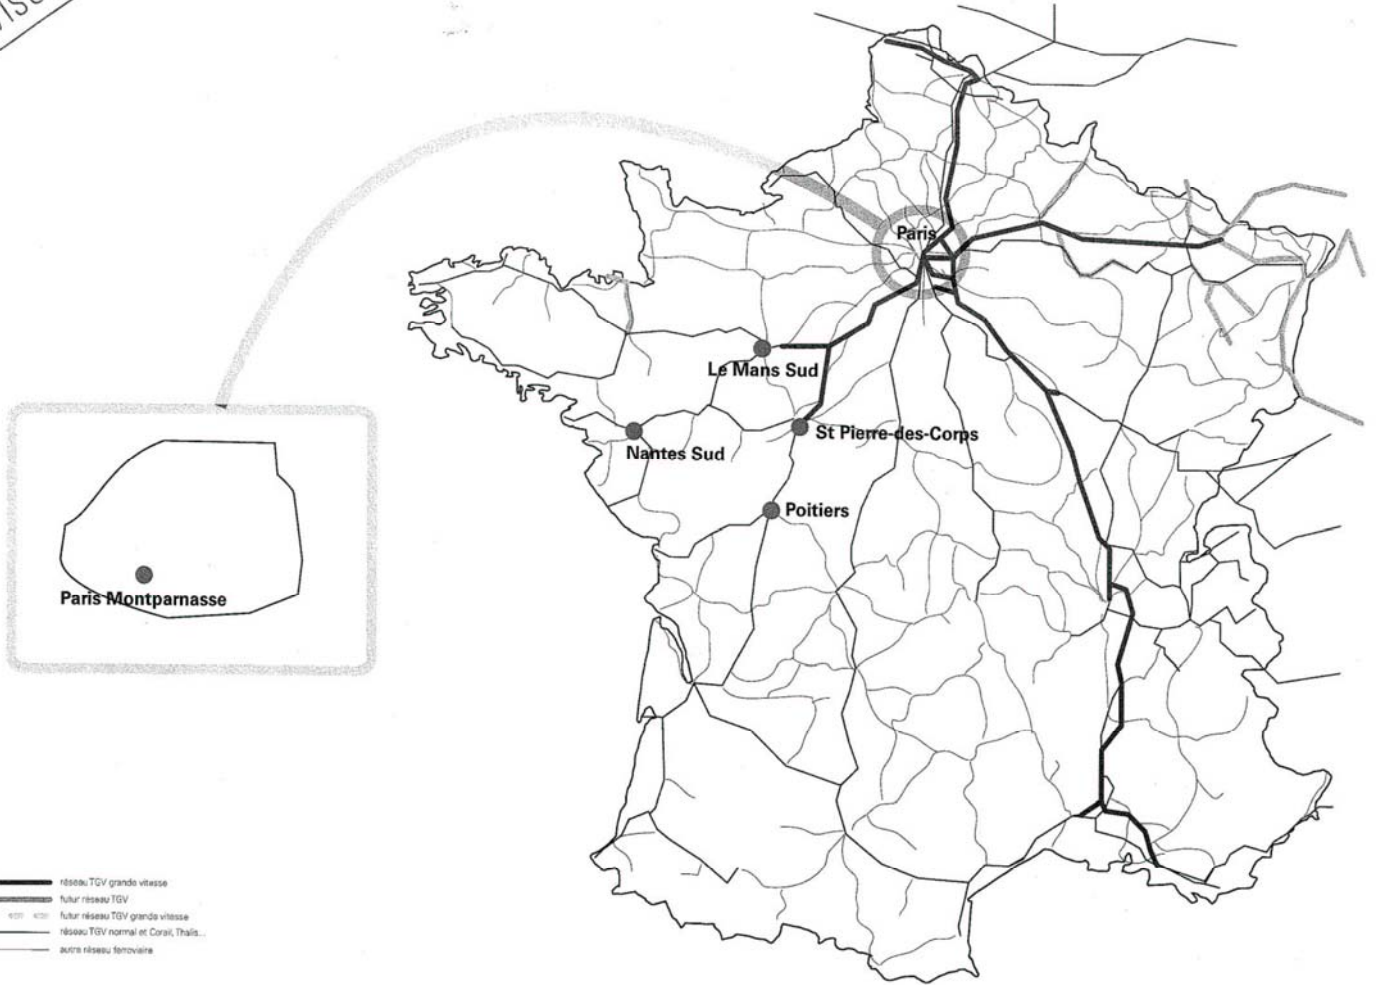 Paris
Le Mans Sud
St Pierre-des-Corps
Nantes Sud
Poitiers
Paris Montparnasse
réseau TGV grande vitesse
futur réseau TGV
futur réseau TGV grande vitesse
réseau TGV normal et Corail, Thalis...
autre réseau ferroviaire